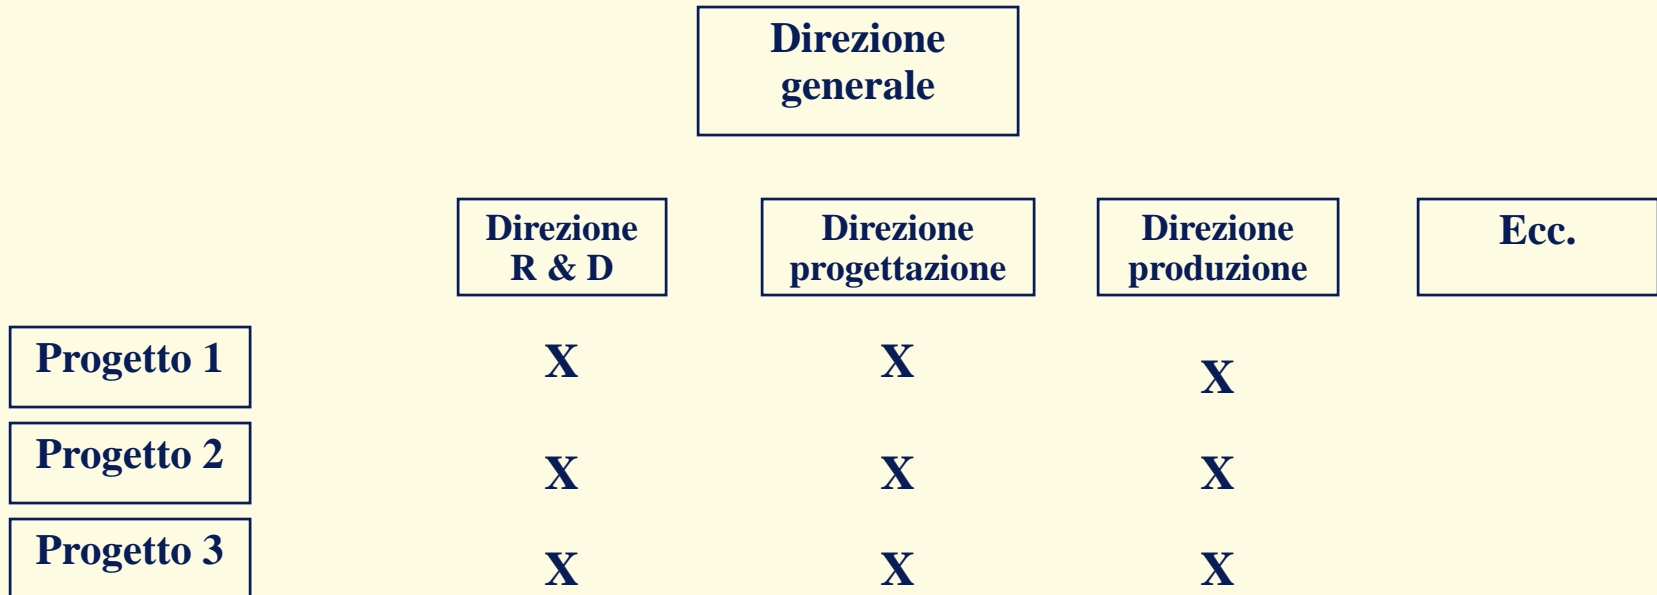 Direzione
generale
Direzione
R & D
Direzione
progettazione
Direzione
produzione
Ecc.
Progetto 1
X
X
X
Progetto 2
X
X
X
Progetto 3
X
X
X